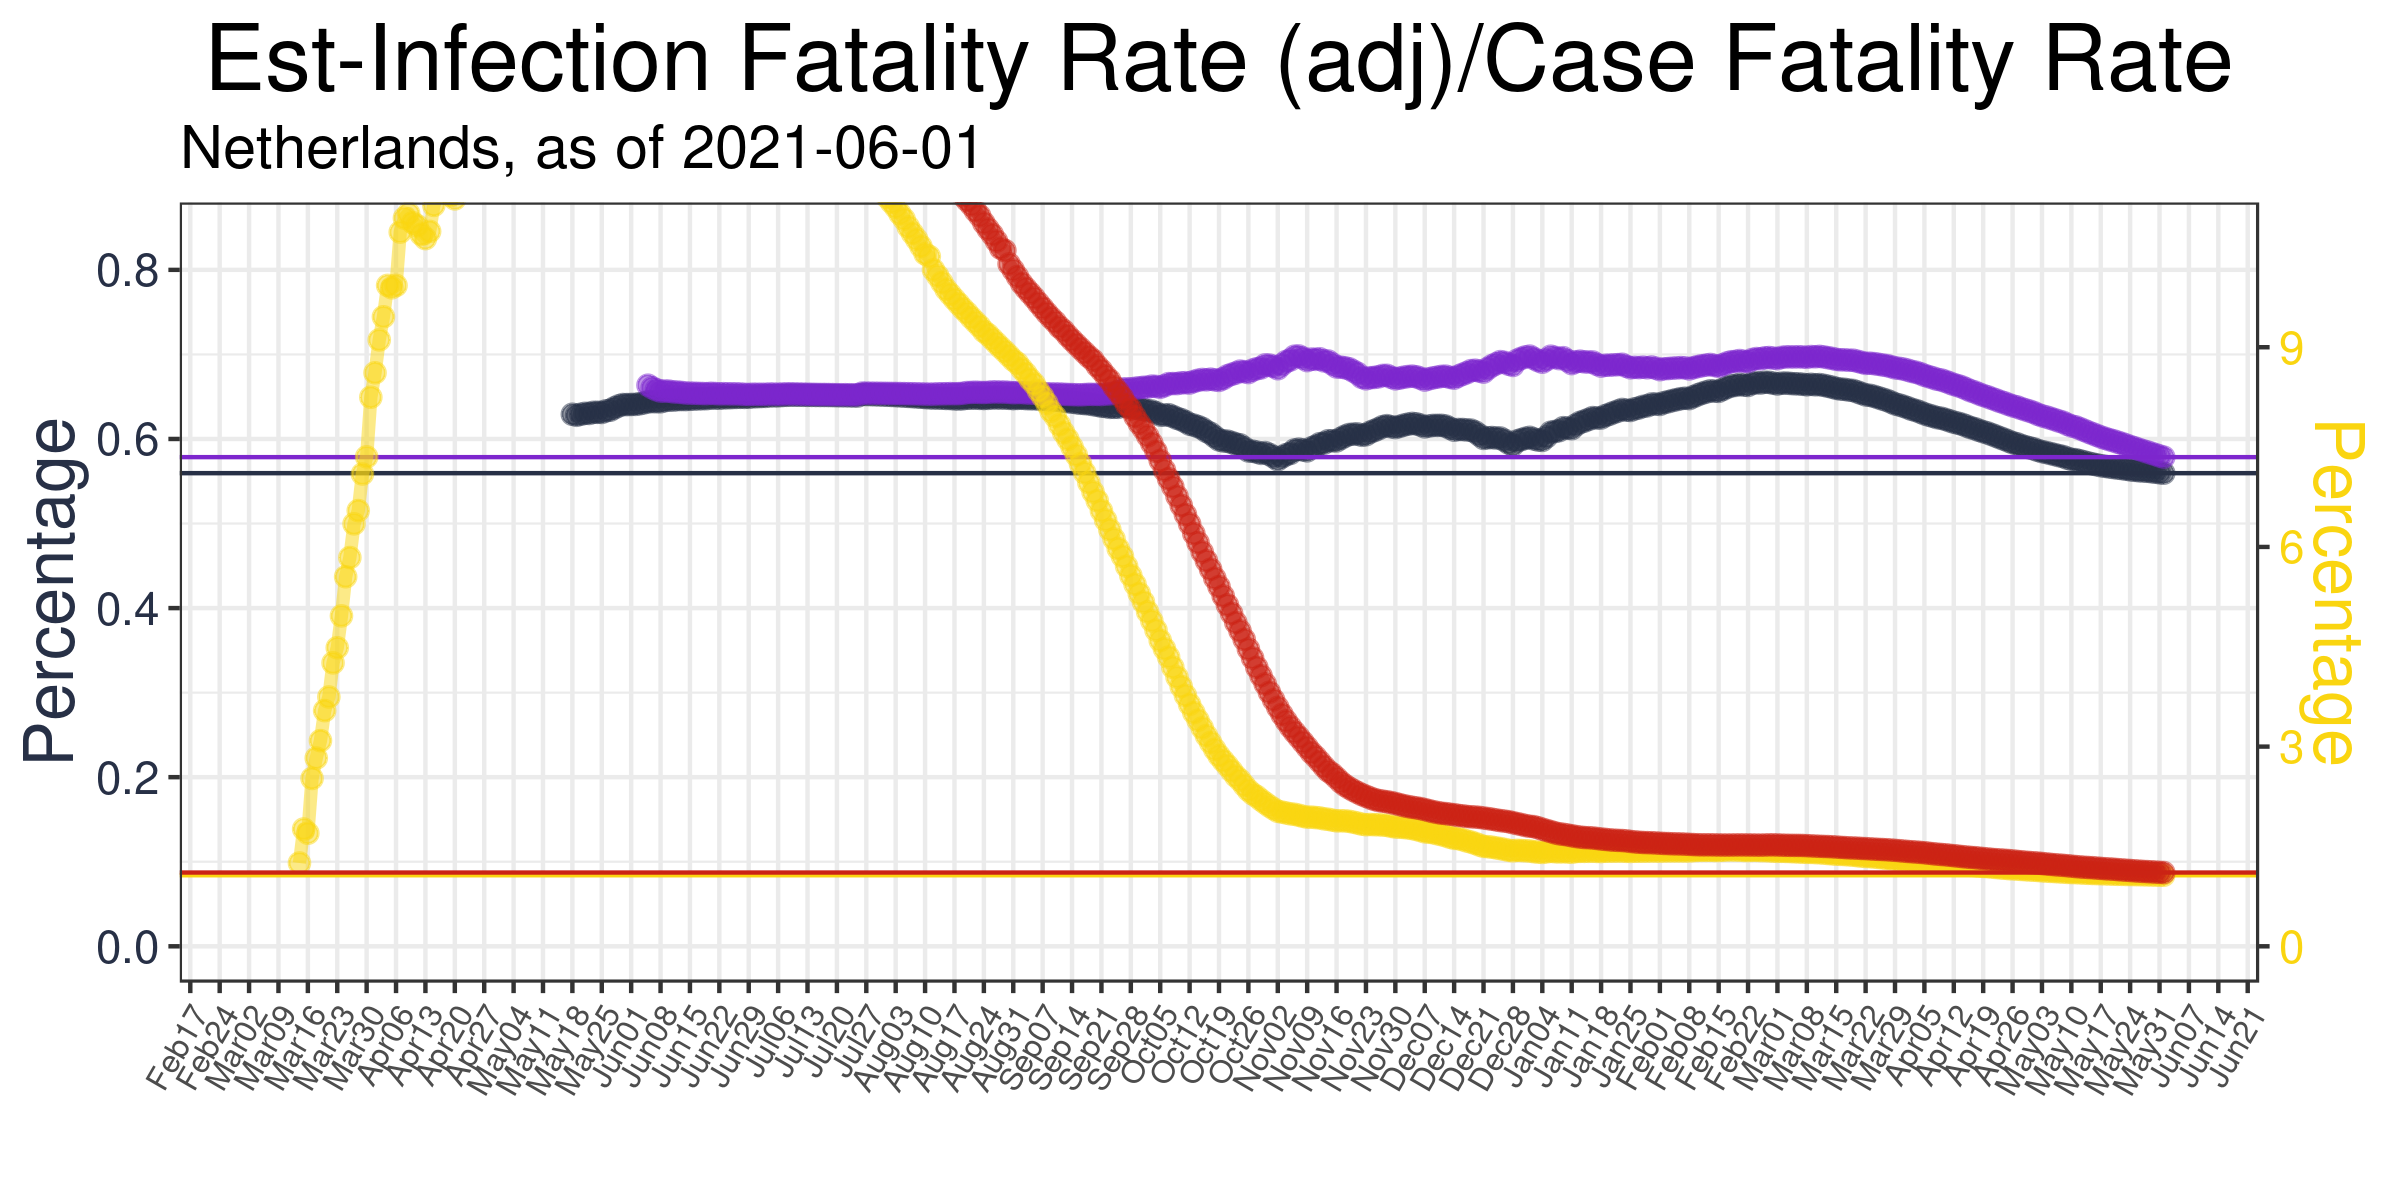 Est-Infection Fatality Rate (adj)/Case Fatality Rate
Netherlands, as of 2021-06-01
Percentage
0.8
0.6
0.4
0.2
0.0
9
6
3
0
Percentage
Feb17
Feb24
Mar02
Mar09
Mar16
Mar23
Mar30
Apr06
Apr13
Apr20
Apr27
May04
May11
May18
May25
Jun01
Jun08
Jun15
Jun22
Jun29
Jul06
Jul13
Jul20
Jul27
Aug03
Aug10
Aug17
Aug24
Aug31
Sep07
Sep14
Sep21
Sep28
Oct05
Oct12
Oct19
Oct26
Nov02
Nov09
Nov16
Nov23
Nov30
Dec07
Dec14
Dec21
Dec28
Jan04
Jan11
Jan18
Jan25
Feb01
Feb08
Feb15
Feb22
Mar01
Mar08
Mar15
Mar22
Mar29
Apr05
Apr12
Apr19
Apr26
May03
May10
May17
May24
May31
Jun07
Jun14
Jun21